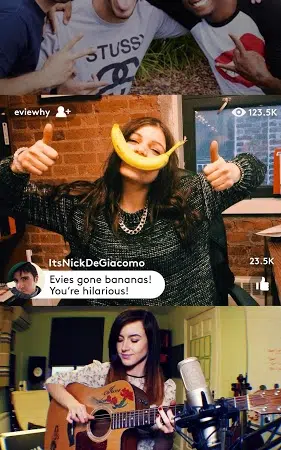 STUSSY
eviewhy
123.5K
ItsNickDeGiacomo
23.5K
Evies gone bananas!
You're hilarious!